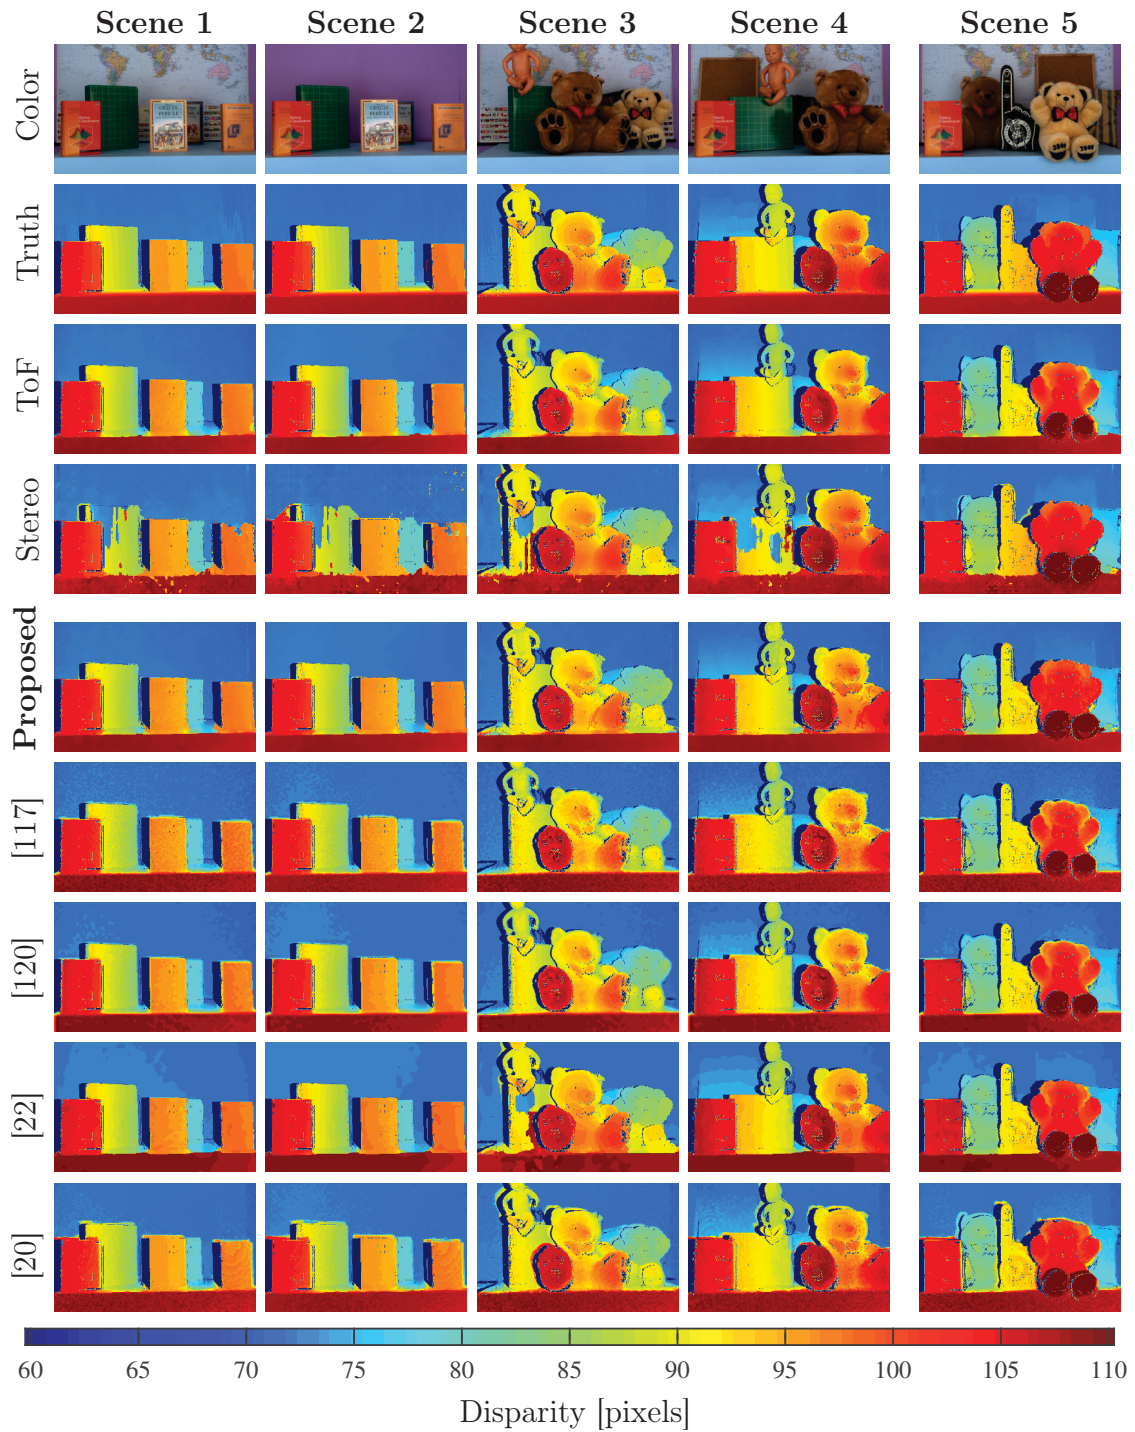 Scene 1 Scene 2 Scene 3 Scene 4 Scene 5
Color
Truth
ToF
Stereo
Proposed
[117]
[120]
[22]
[20]
60 65 70 75 80 85 90 95 100 105 110
Disparity [pixels]